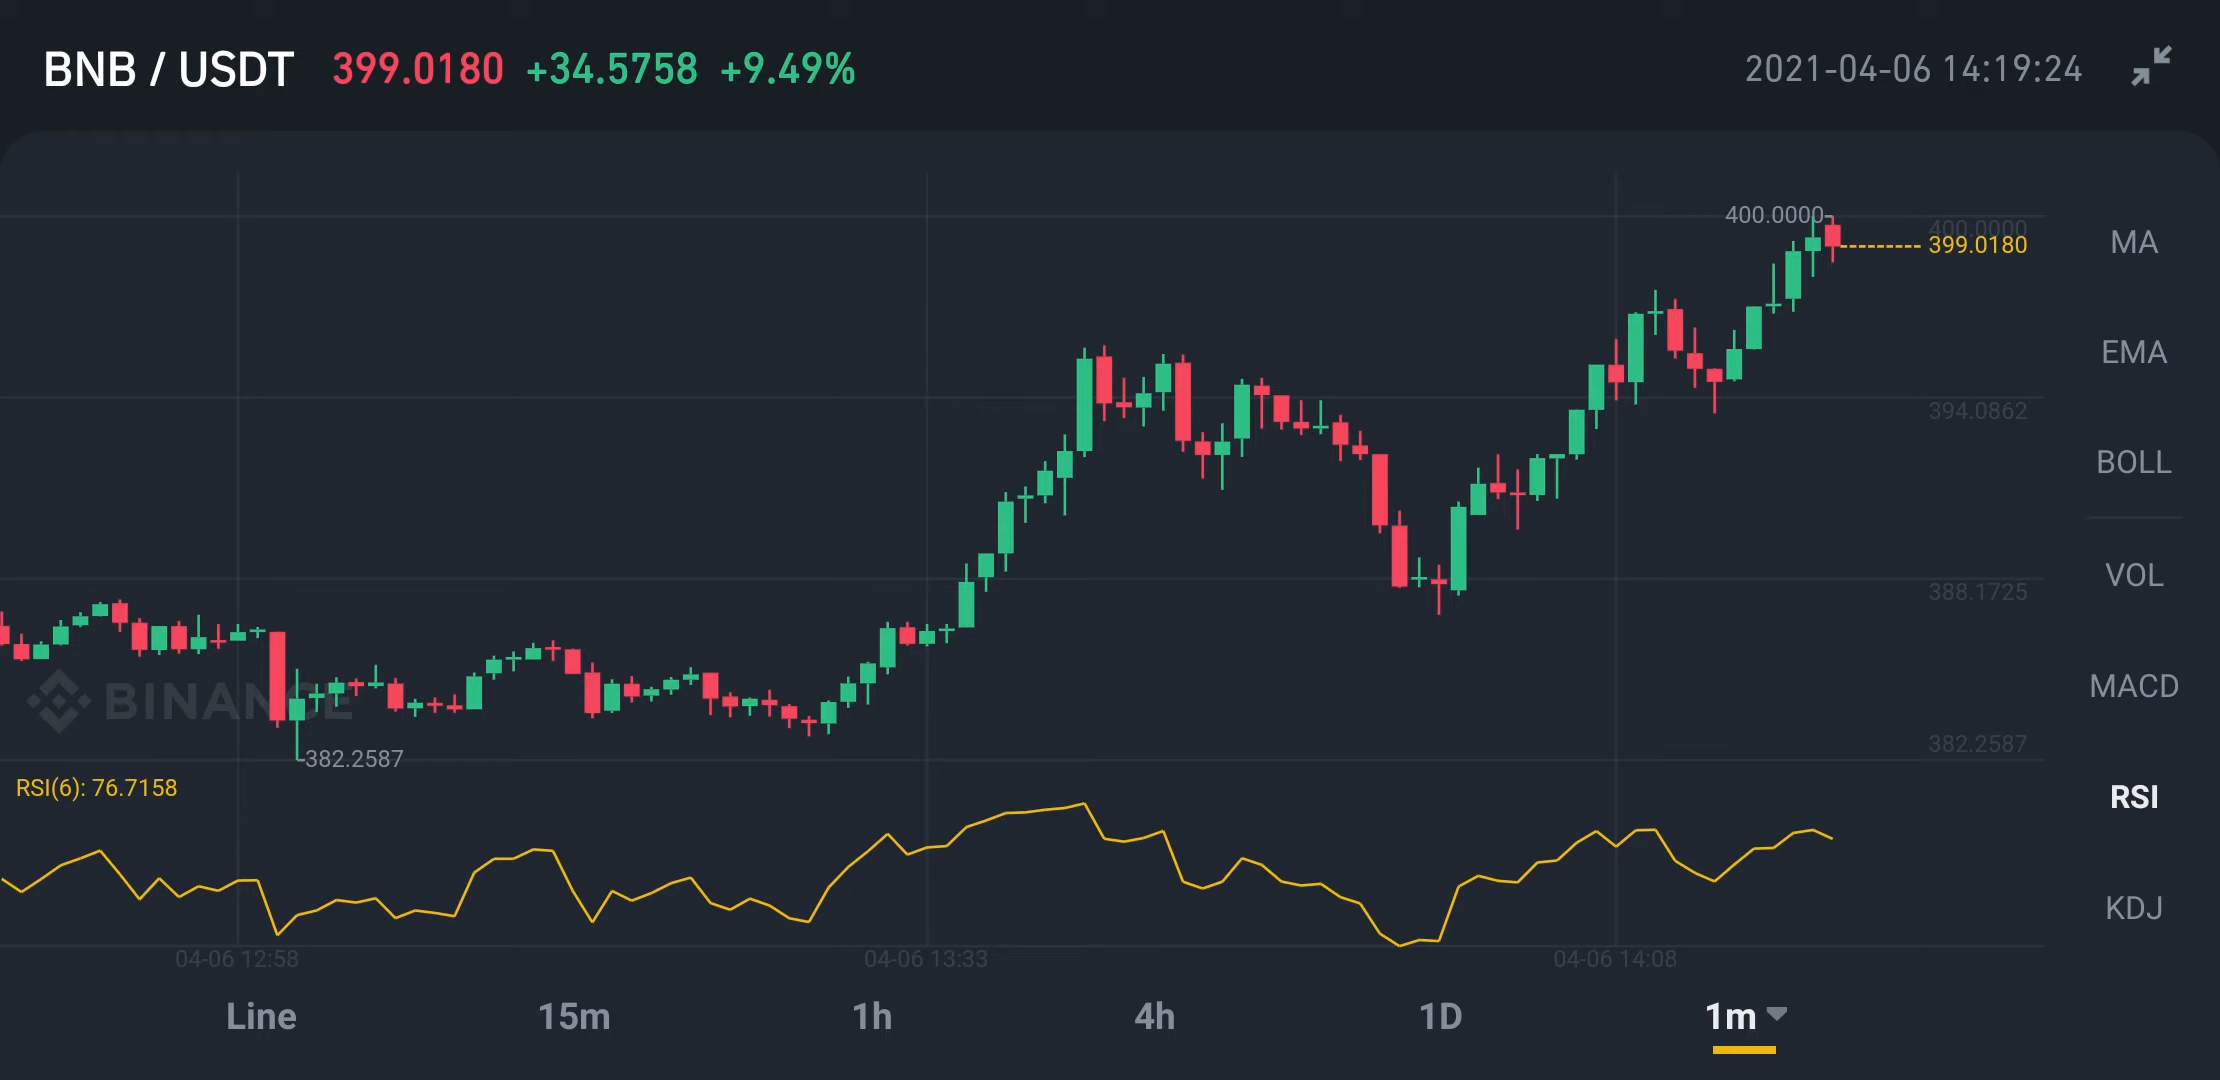 BNB / USDT 399.0180 +34.5758 +9.49% 2021-04-06 14:19:24
400.0000
400.0000
399.0180
MA
EMA
394.0862
BOLL
VOL
388.1725
MACD
BINANCE
382.2587
382.2587
RSI(6): 76.7158
RSI
KDJ
04-06 12:58 04-06 13:33 04-06 14:08
Line 15m 1h 4h 1D 1m